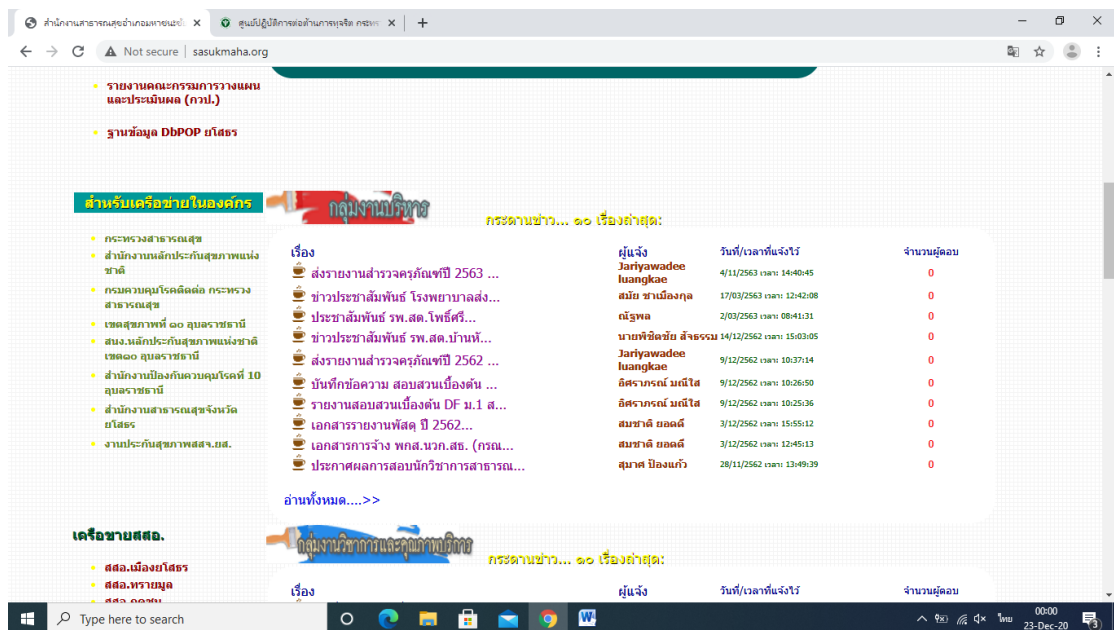 สำนักงานสาธารณสุขอำเภอมหาชนะชั
ศูนย์ปฏิบัติการต่อต้านการทุจริต กระทร
Not secure
sasukmaha.org
รายงานคณะกรรมการวางแผน
และประเมินผล (กวป.)
ฐานข้อมูล DbPOP ยโสธร
สำหรับเครือข่ายในองค์กร
กระทรวงสาธารณสุข
สำนักงานหลักประกันสุขภาพแห่ง
ชาติ
กรมควบคุมโรคติดต่อ กระทรวง
สาธารณสุข
เขตสุขภาพที่ ๑๐ อุบลราชธานี
สนง.หลักประกันสุขภาพแห่งชาติ
เขต๑๐ อุบลราชธานี
สำนักงานป้องกันควบคุมโรคที่ 10
อุบลราชธานี
สำนักงานสาธารณสุขจังหวัด
ยโสธร
งานประกันสุขภาพสสจ.ยส.
เครือขายสสอ.
สสอ.เมืองยโสธร
สสอ.ทรายมูล
สสอ.กุดชุม
กลุ่มงานบริหาร
กระดานข่าว... ๑๐ เรื่องล่าสุด:
เรื่อง ผู้แจ้ง วันที่/เวลาที่แจ้งไว้ จำนวนผู้ตอบ
ส่งรายงานสำรวจครุภัณฑ์ปี 2563 ... Jariyawadee luangkae 4/11/2563 เวลา: 14:40:45 0
ข่าวประชาสัมพันธ์ โรงพยาบาลส่ง... สมัย ชาเมืองกุล 17/03/2563 เวลา: 12:42:08 0
ประชาสัมพันธ์ รพ.สต.โพธิ์ศรี... ณัฐพล 2/03/2563 เวลา: 08:41:31 0
ข่าวประชาสัมพันธ์ รพ.สต.บ้านห้... นายพิชิตชัย สัจธรรม 14/12/2562 เวลา: 15:03:05 0
ส่งรายงานสำรวจครุภัณฑ์ปี 2562 ... Jariyawadee luangkae 9/12/2562 เวลา: 10:37:14 0
บันทึกข้อความ สอบสวนเบื้องต้น ... อิศราภรณ์ มณีใส 9/12/2562 เวลา: 10:26:50 0
รายงานสอบสวนเบื้องต้น DF ม.1 ส... อิศราภรณ์ มณีใส 9/12/2562 เวลา: 10:25:36 0
เอกสารรายงานพัสดุ ปี 2562... สมชาติ ยอดดี 3/12/2562 เวลา: 15:55:12 0
เอกสารการจ้าง พกส.นวก.สธ. (กรณ... สมชาติ ยอดดี 3/12/2562 เวลา: 12:45:13 0
ประกาศผลการสอบนักวิชาการสาธารณ... สุมาศ ป้องแก้ว 28/11/2562 เวลา: 13:49:39 0
อ่านทั้งหมด....>>
กลุ่มงานวิชาการและคุณภาพบริการ
กระดานข่าว... ๑๐ เรื่องล่าสุด:
เรื่อง ผู้แจ้ง วันที่/เวลาที่แจ้งไว้ จำนวนผู้ตอบ
Type here to search
ไทย
00:00
23-Dec-20